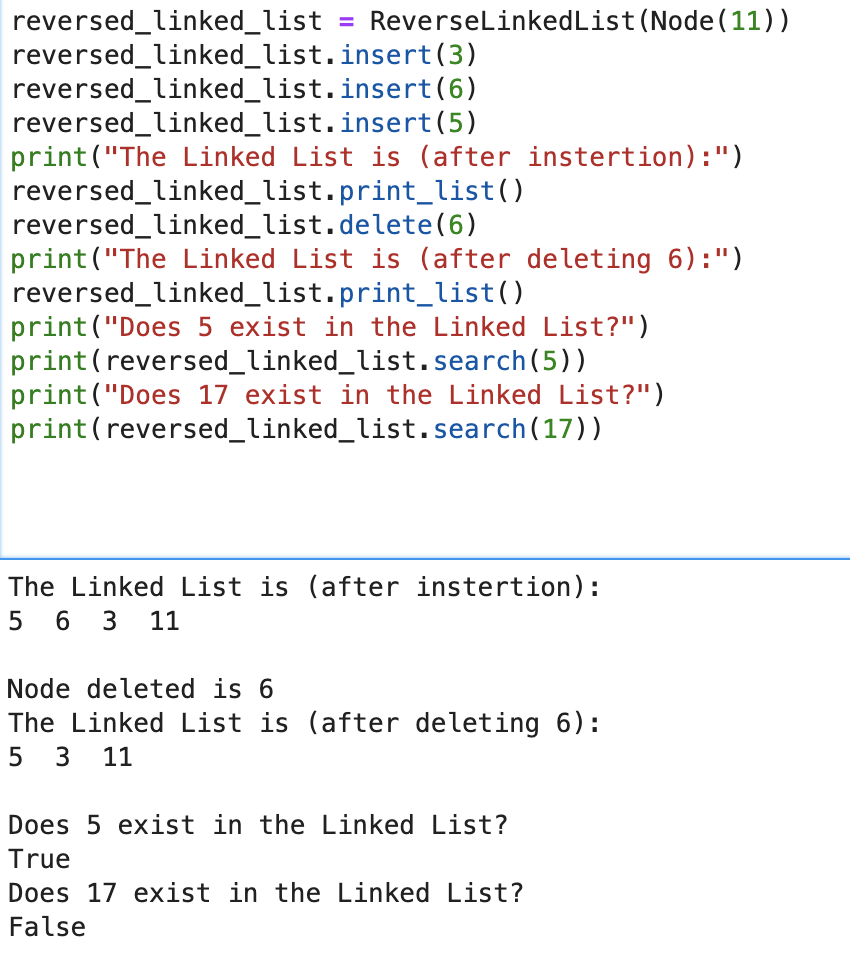 reversed_linked_list = ReverseLinkedList(Node(11))
reversed_linked_list.insert(3)
reversed_linked_list.insert(6)
reversed_linked_list.insert(5)
print("The Linked List is (after instertion):")
reversed_linked_list.print_list()
reversed_linked_list.delete(6)
print("The Linked List is (after deleting 6):")
reversed_linked_list.print_list()
print("Does 5 exist in the Linked List?")
print(reversed_linked_list.search(5))
print("Does 17 exist in the Linked List?")
print(reversed_linked_list.search(17))
The Linked List is (after instertion):
5  6  3  11
Node deleted is 6
The Linked List is (after deleting 6):
5  3  11
Does 5 exist in the Linked List?
True
Does 17 exist in the Linked List?
False